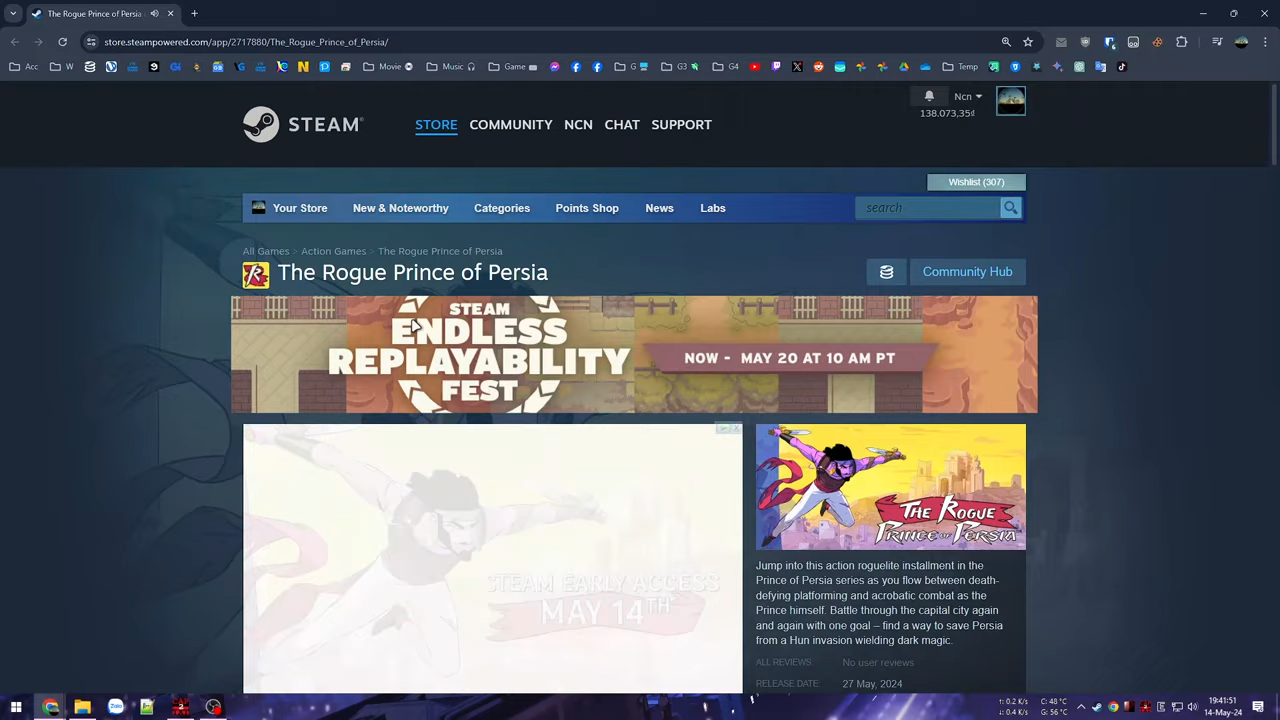 The Rogue Prince of Persia
store.steampowered.com/app/2717880/The_Rogue_Prince_of_Persia/
Acc
W
Movie
Music
Game
G
G3
G4
Temp
Ncn
138.073,35₫
STEAM
STORE
COMMUNITY
NCN
CHAT
SUPPORT
Wishlist (307)
Your Store
New & Noteworthy
Categories
Points Shop
News
Labs
search
All Games > Action Games > The Rogue Prince of Persia
The Rogue Prince of Persia
Community Hub
STEAM
ENDLESS
REPLAYABILITY
FEST
NOW - MAY 20 AT 10 AM PT
STEAM EARLY ACCESS
MAY 14TH
THE ROGUE
PRINCE OF PERSIA
Jump into this action roguelite installment in the
Prince of Persia series as you flow between death-
defying platforming and acrobatic combat as the
Prince himself. Battle through the capital city again
and again with one goal – find a way to save Persia
from a Hun invasion wielding dark magic.
ALL REVIEWS: No user reviews
RELEASE DATE: 27 May, 2024
↑: 0.2 K/s
↓: 0.4 K/s
C: 48 °C
G: 56 °C
19:41:51
14-May-24